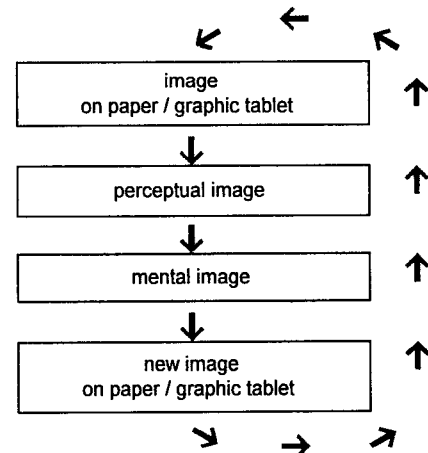 image
on paper / graphic tablet
perceptual image
mental image
new image
on paper / graphic tablet